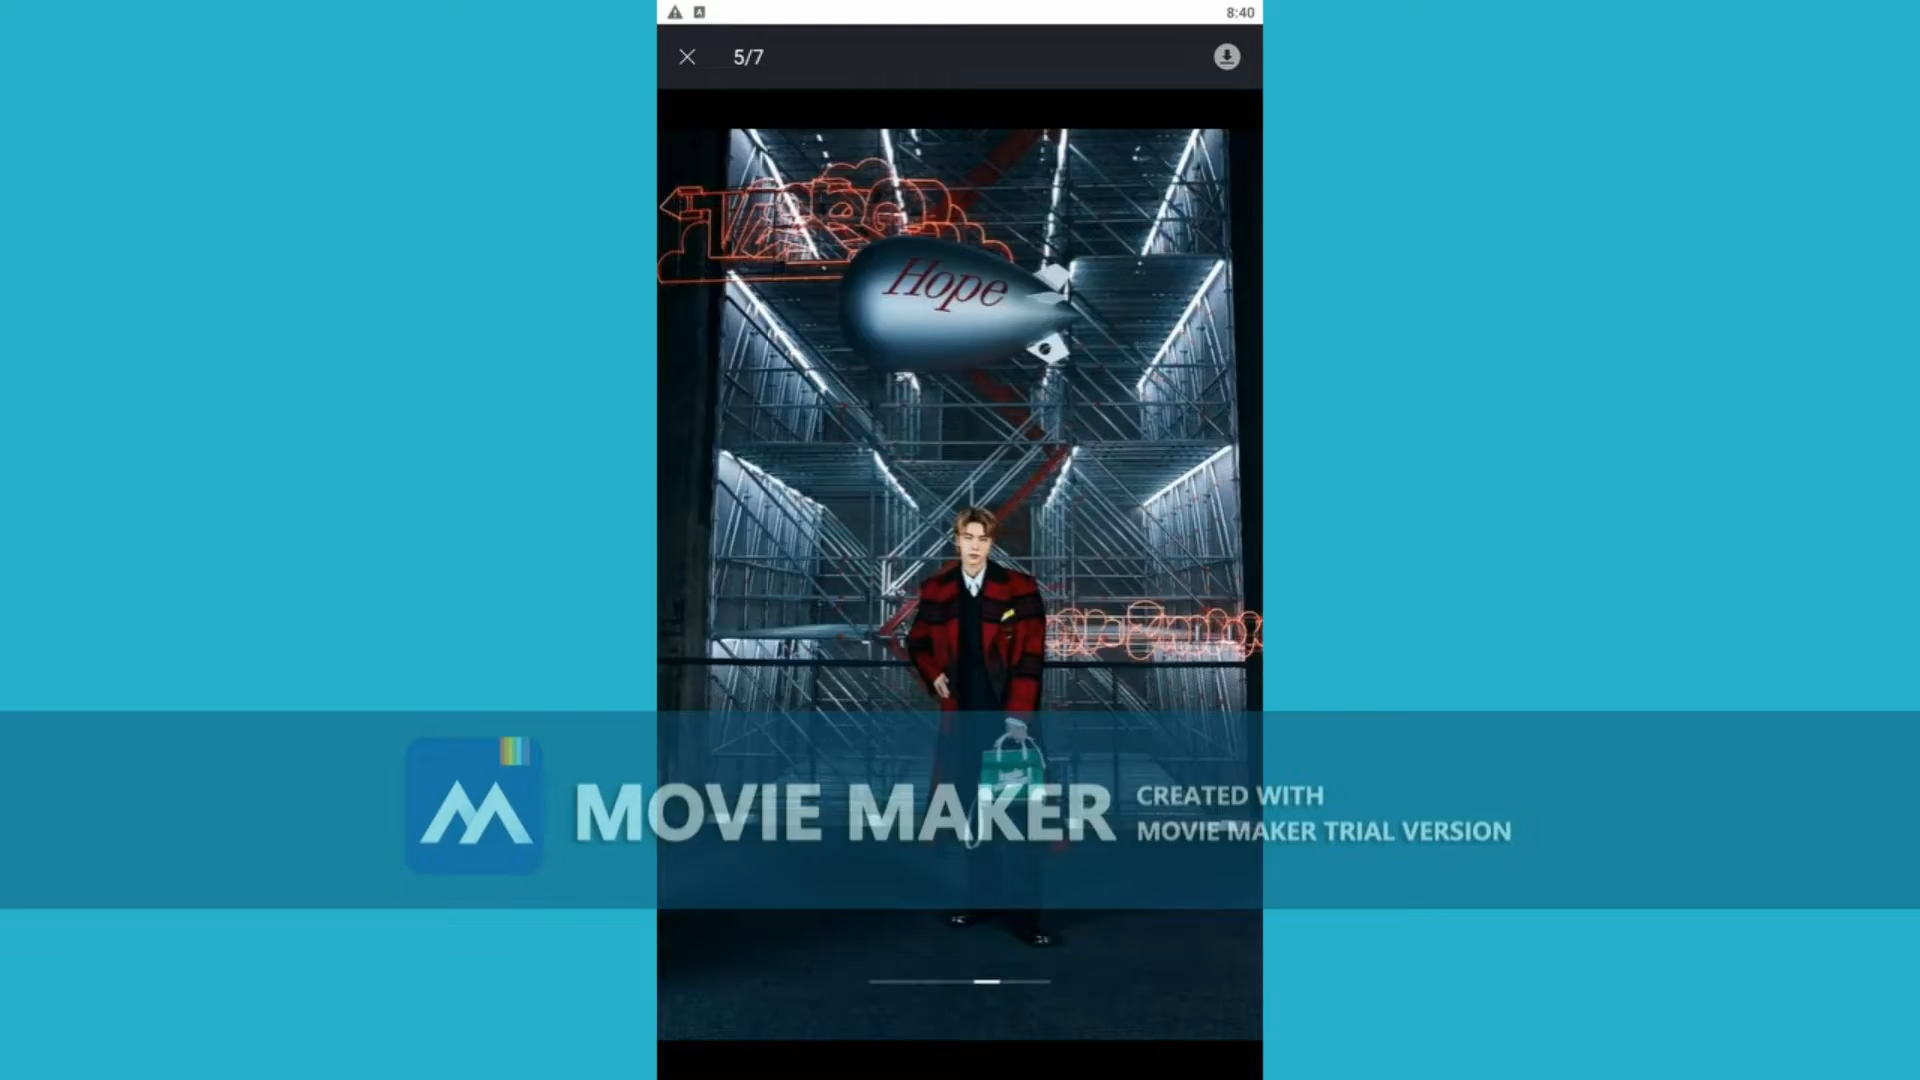 8:40
5/7
Hope
MOVIE MAKER
CREATED WITH
MOVIE MAKER TRIAL VERSION